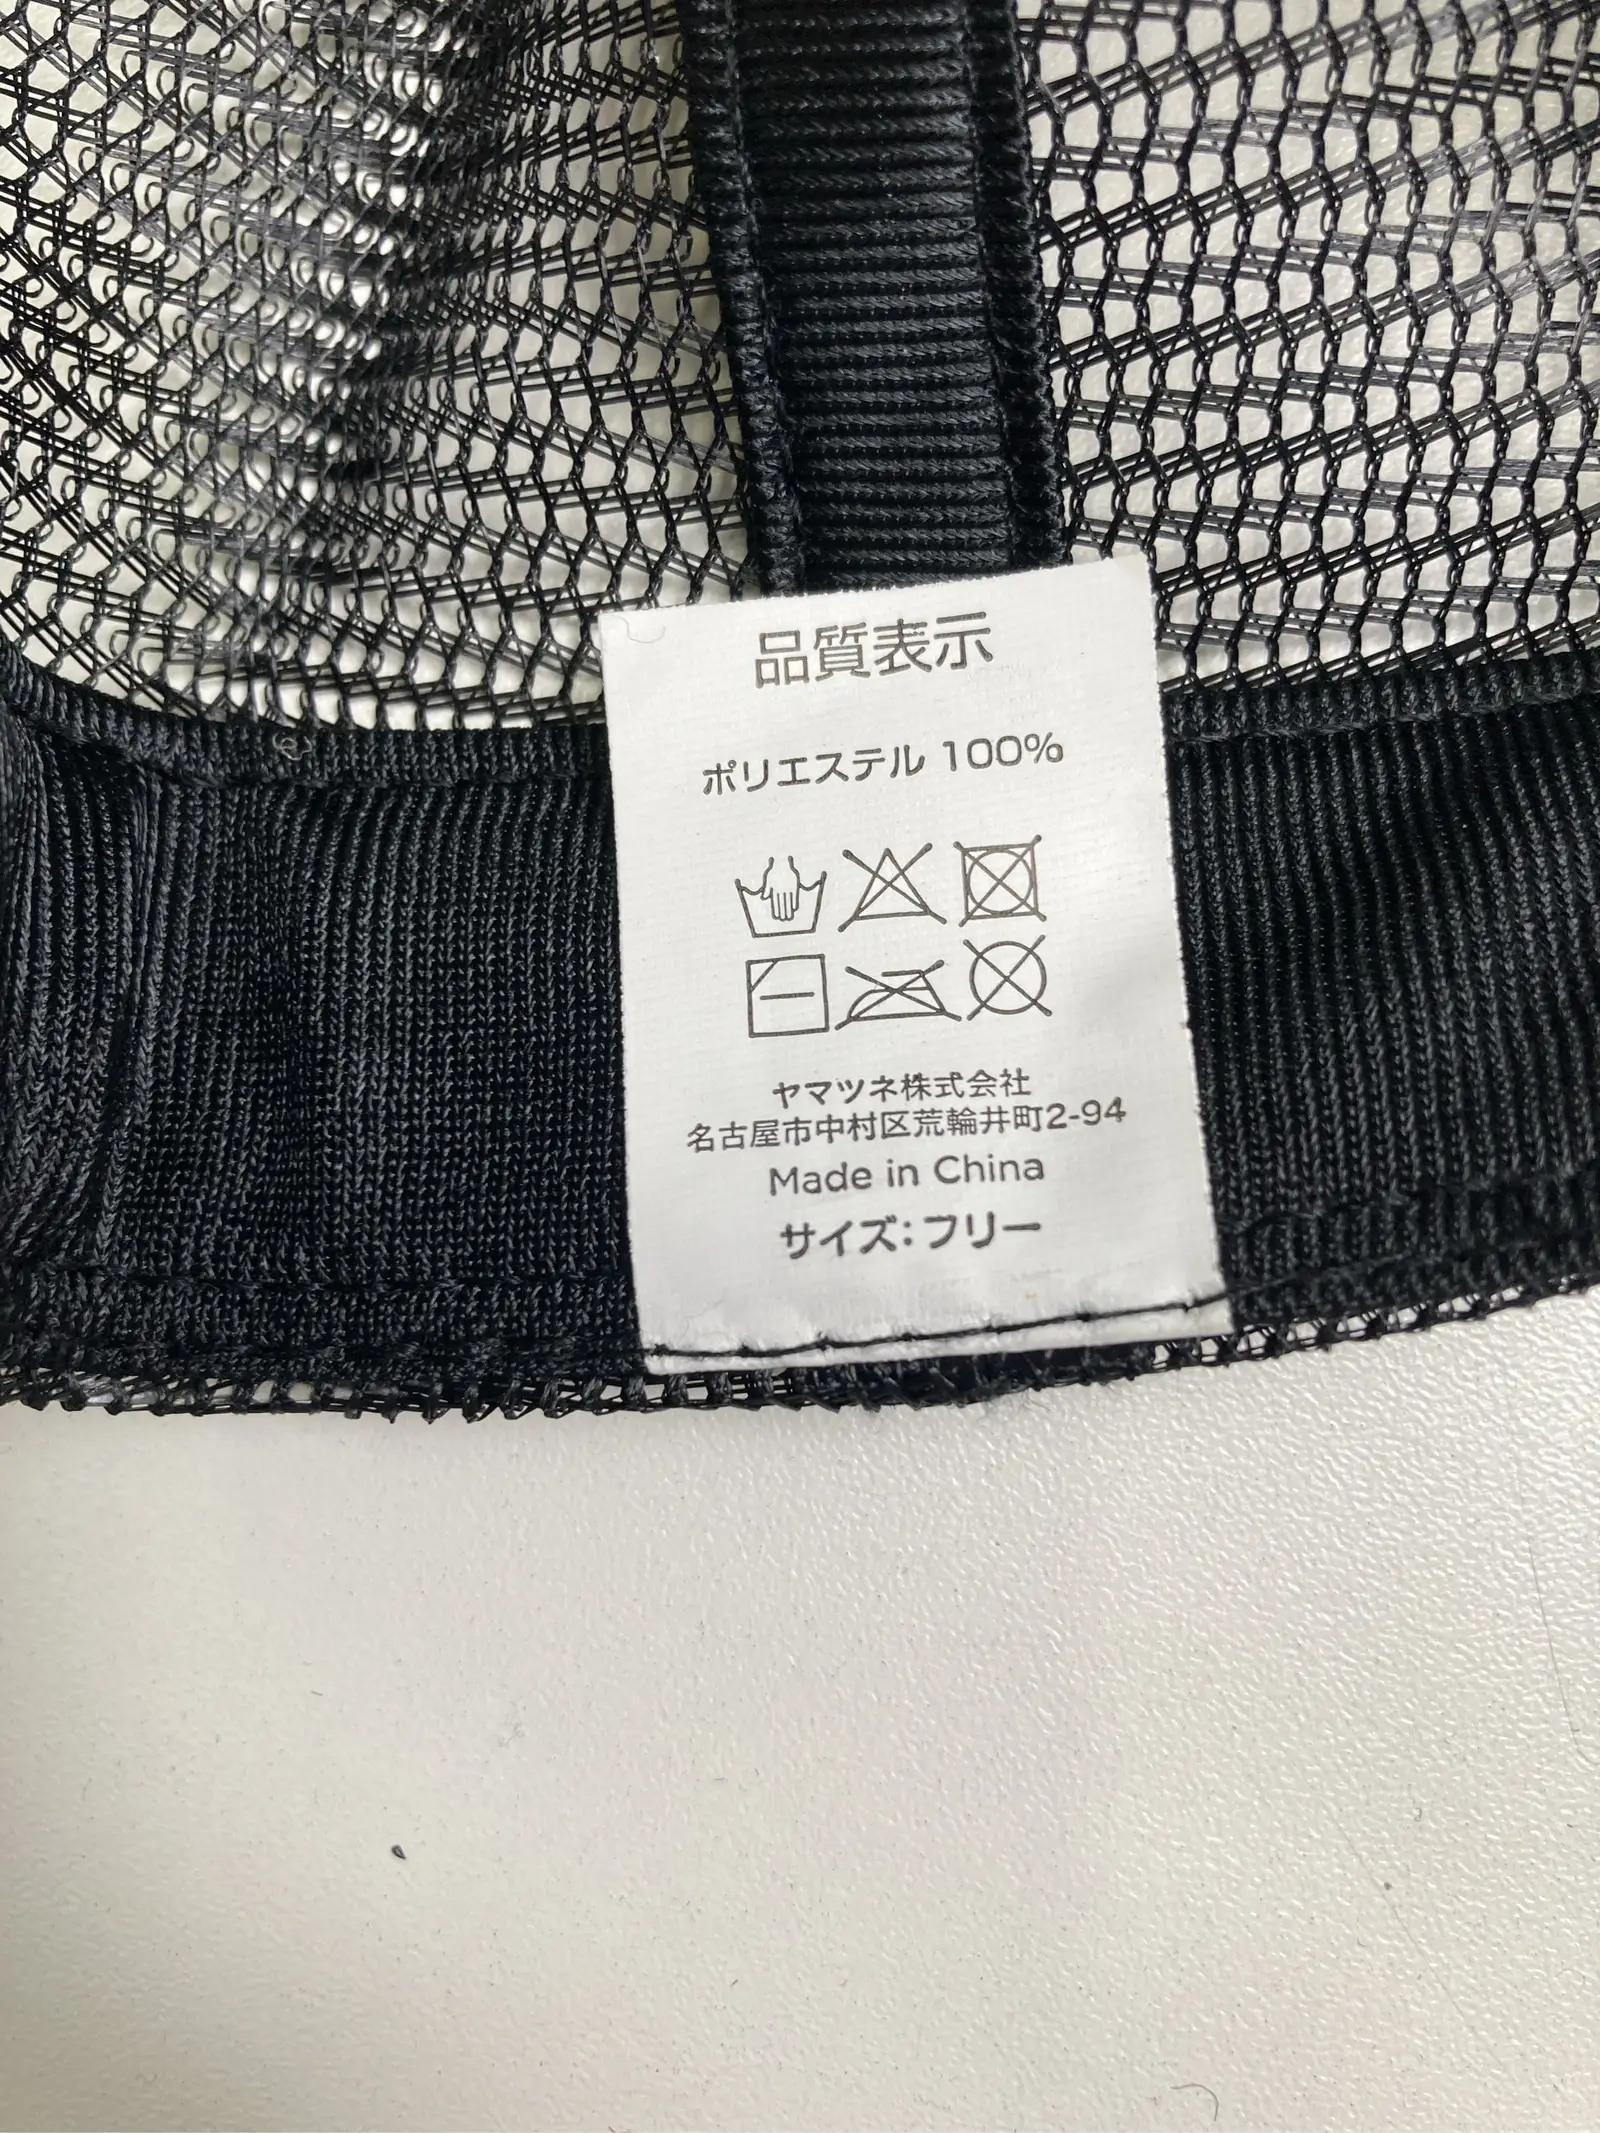 品質表示
ポリエステル 100%
ヤマツネ株式会社
名古屋市中村区荒輪井町2-94
Made in China
サイズ:フリー